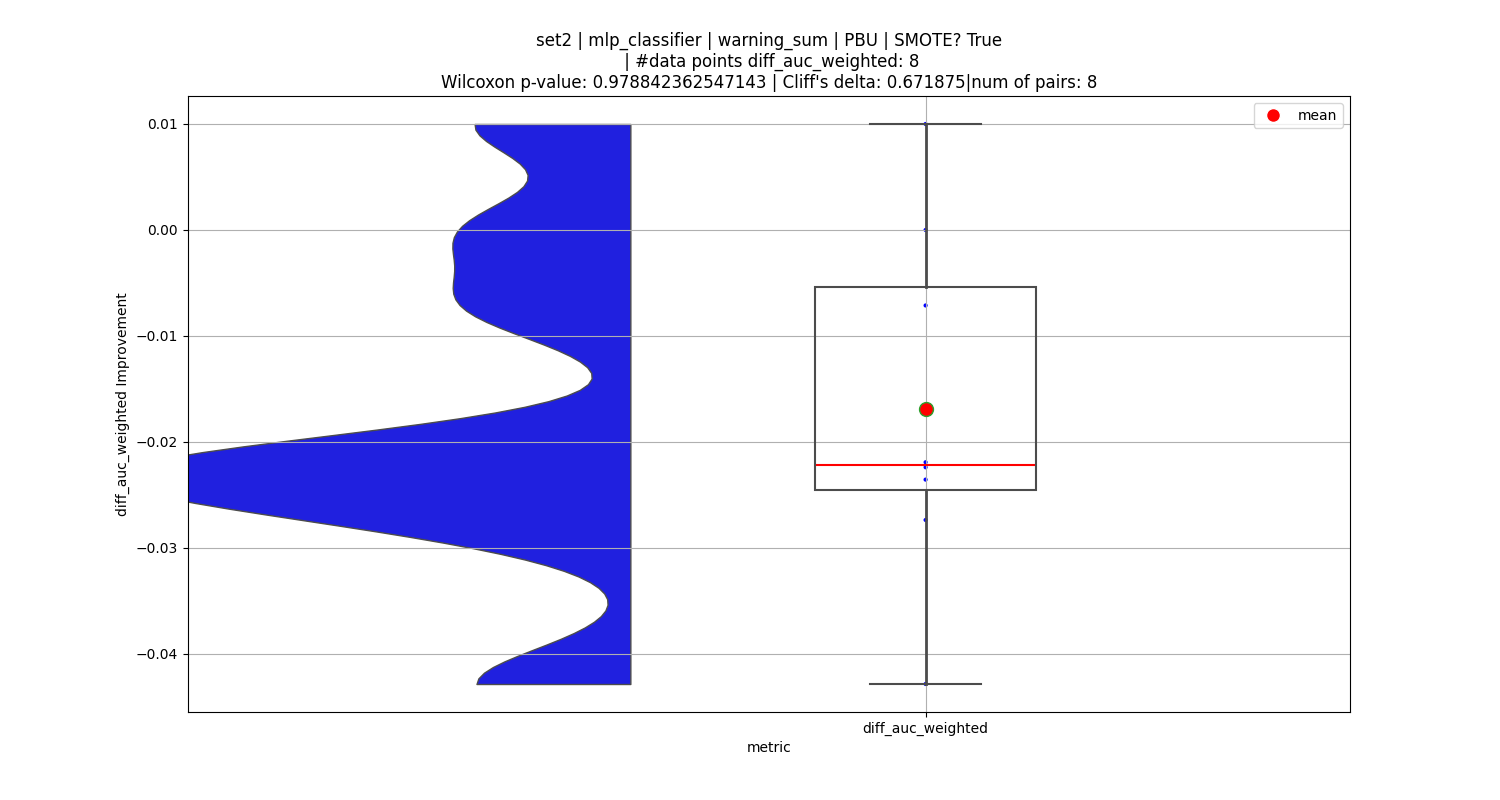 set2 | mlp_classifier | warning_sum | PBU | SMOTE? True
| #data points diff_auc_weighted: 8
Wilcoxon p-value: 0.978842362547143 | Cliff's delta: 0.671875|num of pairs: 8
mean
0.01
0.00
−0.01
−0.02
−0.03
−0.04
diff_auc_weighted Improvement
diff_auc_weighted
metric